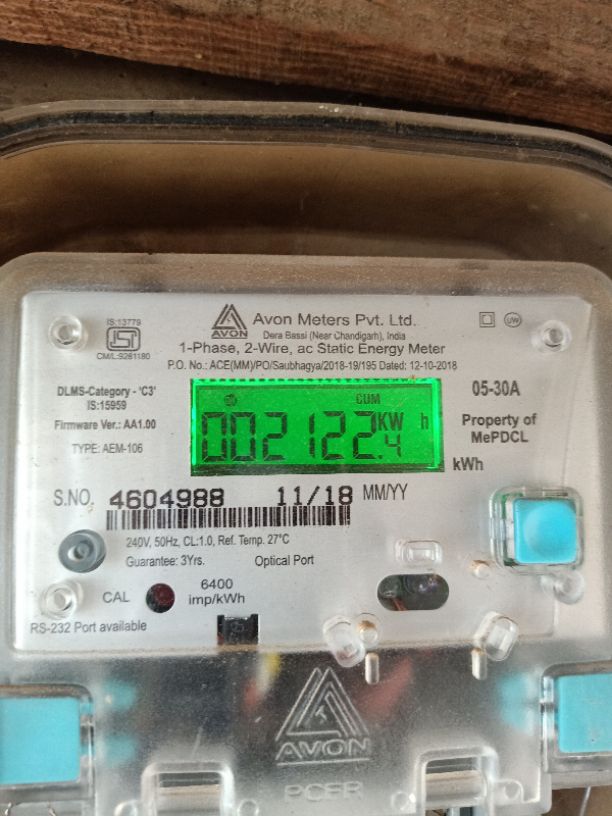 IS:13779
ISI
CM/L:9261180
AVON
Avon Meters Pvt. Ltd.
Dera Bassi (Near Chandigarh), India
1-Phase, 2-Wire, ac Static Energy Meter
P.O. No.: ACE(MM)/PO/Saubhagya/2018-19/195 Dated: 12-10-2018
UW
DLMS-Category - 'C3'
IS:15959
Firmware Ver.: AA1.00
TYPE: AEM-106
CUM
002122.4 KW h
05-30A
Property of
MePDCL
kWh
S.NO. 4604988 11/18 MM/YY
240V, 50Hz, CL:1.0, Ref. Temp. 27°C
Guarantee: 3Yrs. Optical Port
CAL 6400
imp/kWh
RS-232 Port available
AVON